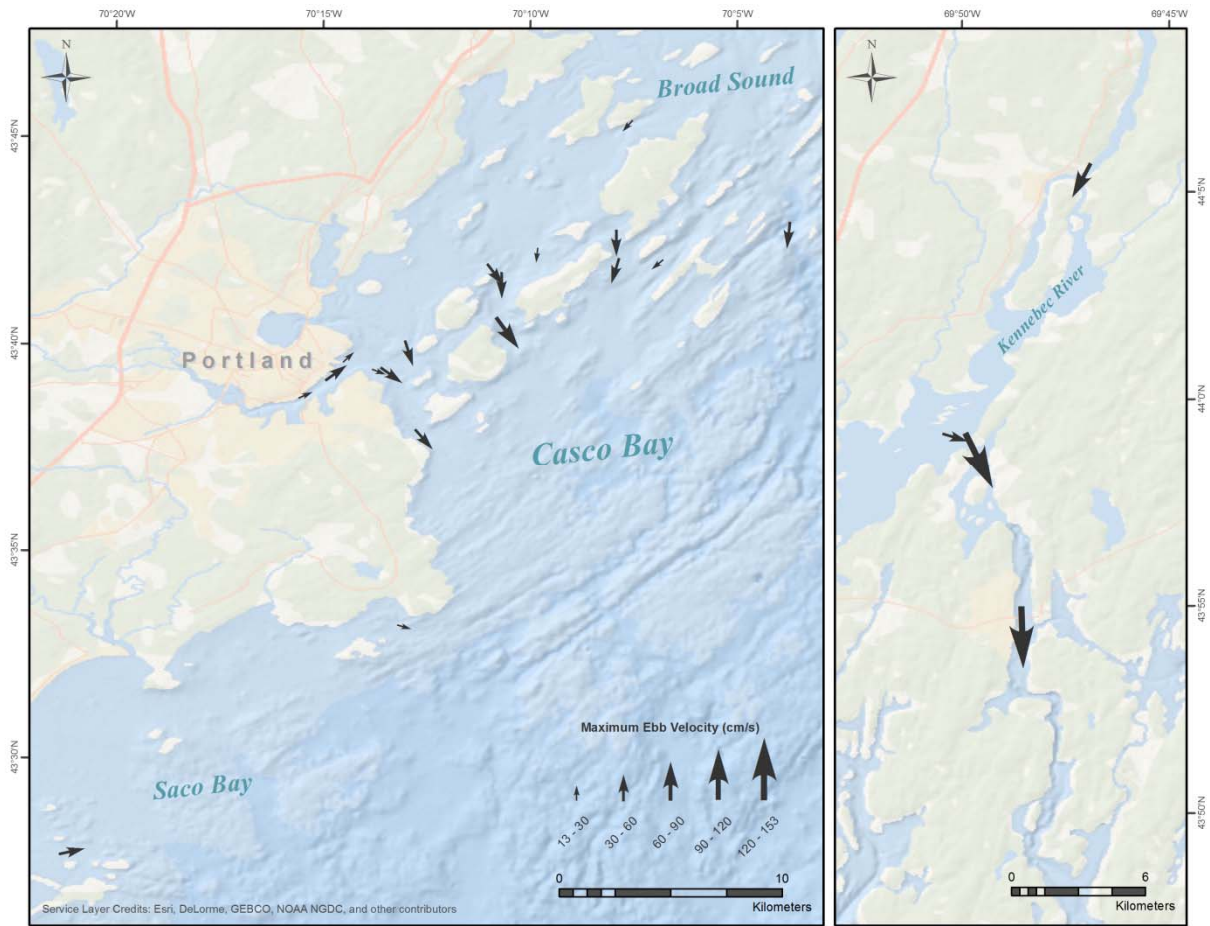 70°20'W
70°15'W
70°10'W
70°5'W
69°50'W
69°45'W
N
N
Broad Sound
43°45'N
44°5'N
Kennebec River
43°40'N
Portland
44°0'N
Casco Bay
43°35'N
43°55'N
Maximum Ebb Velocity (cm/s)
43°30'N
Saco Bay
13 - 30
30 - 60
60 - 90
90 - 120
120 - 153
43°50'N
0
10
Kilometers
0
6
Kilometers
Service Layer Credits: Esri, DeLorme, GEBCO, NOAA NGDC, and other contributors